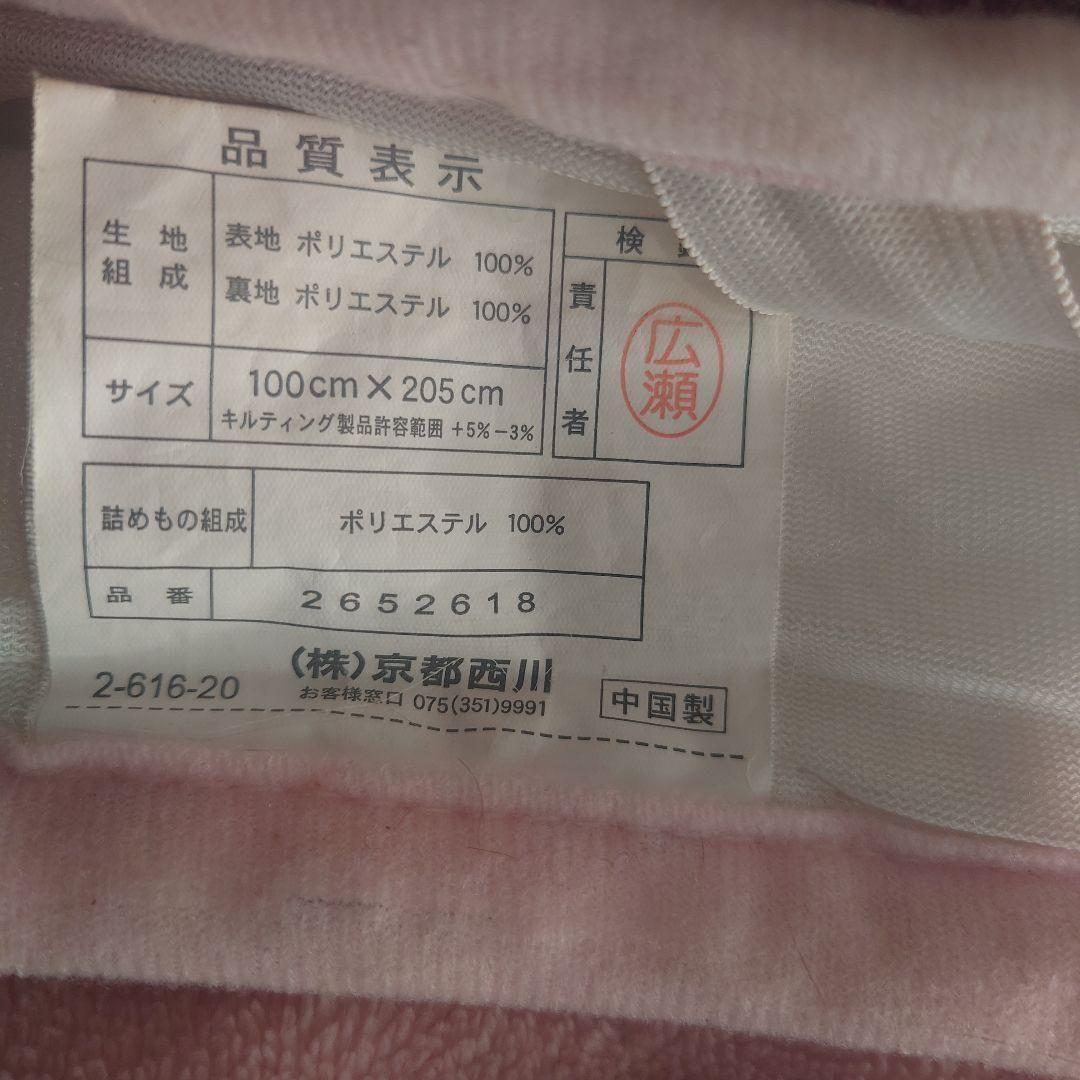 品質表示
生地組成
表地 ポリエステル 100%
裏地 ポリエステル 100%
サイズ
100cm×205cm
キルティング製品許容範囲 +5%-3%
検
責任者
広瀬
詰めもの組成
ポリエステル 100%
品番
2652618
2-616-20
(株)京都西川
お客様窓口 075(351)9991
中国製